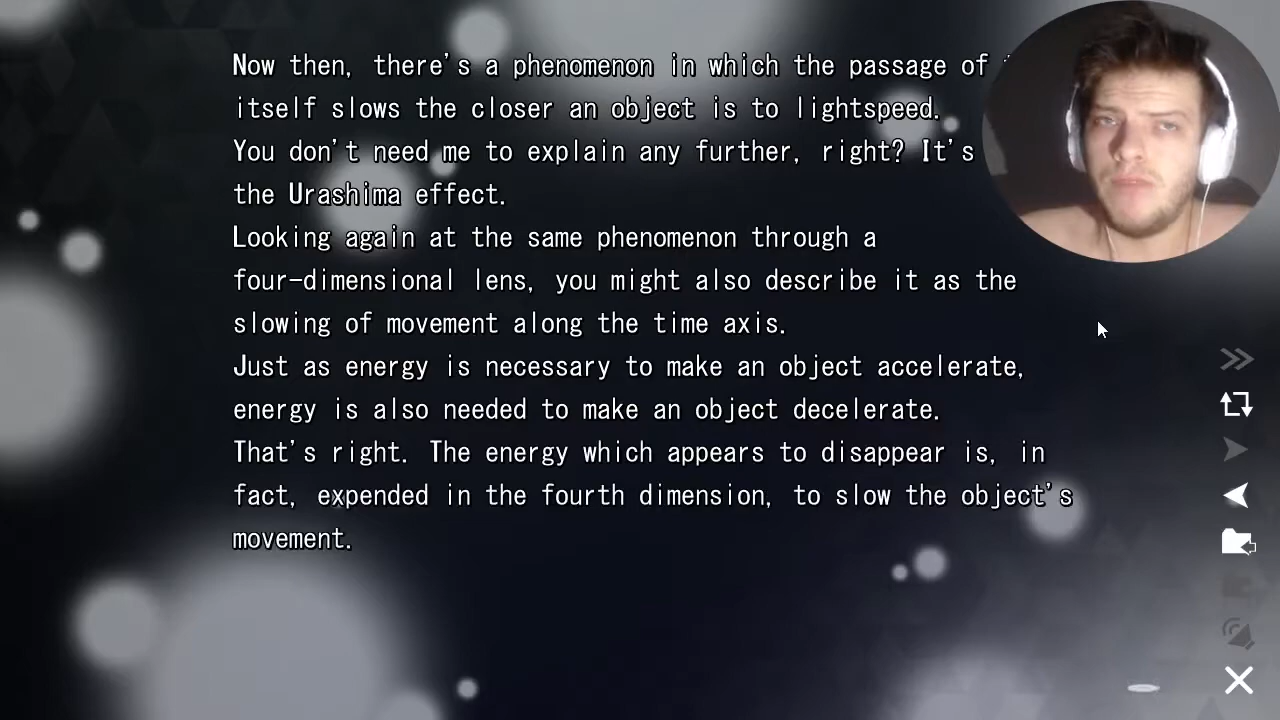 Now then, there's a phenomenon in which the passage of
itself slows the closer an object is to lightspeed.
You don't need me to explain any further, right? It's
the Urashima effect.
Looking again at the same phenomenon through a
four-dimensional lens, you might also describe it as the
slowing of movement along the time axis.
Just as energy is necessary to make an object accelerate,
energy is also needed to make an object decelerate.
That's right. The energy which appears to disappear is, in
fact, expended in the fourth dimension, to slow the object's
movement.